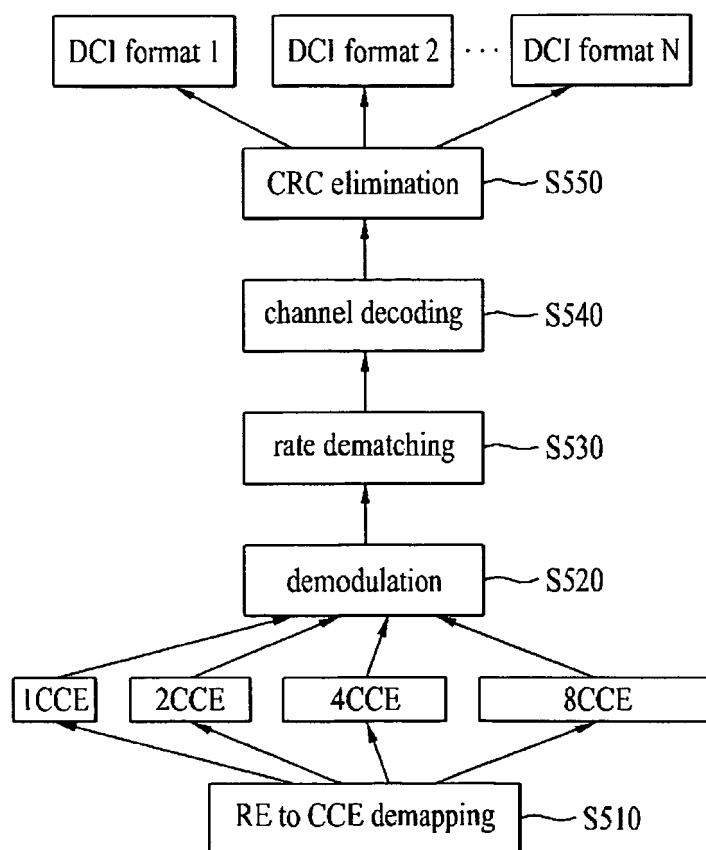 DCI format 1
DCI format 2
···
DCI format N
CRC elimination
S550
channel decoding
S540
rate dematching
S530
demodulation
S520
1CCE
2CCE
4CCE
8CCE
RE to CCE demapping
S510